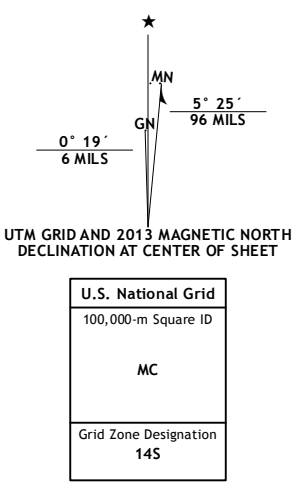 MN
GN
5° 25´
96 MILS
0° 19´
6 MILS
UTM GRID AND 2013 MAGNETIC NORTH
DECLINATION AT CENTER OF SHEET
U.S. National Grid
100,000-m Square ID
MC
Grid Zone Designation
14S